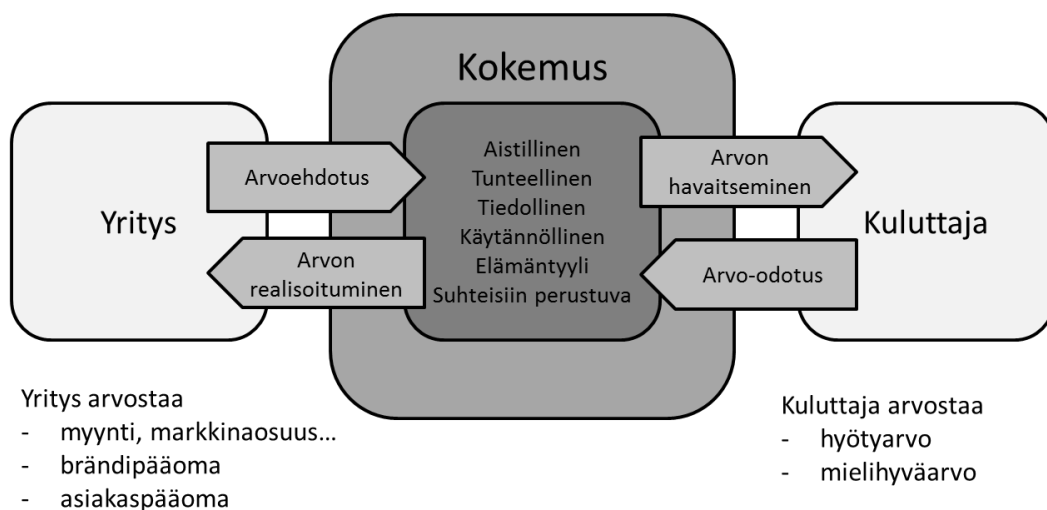 Kokemus
Yritys
Arvoehdotus
Arvon
realisoituminen
Aistillinen
Tunteellinen
Tiedollinen
Käytännöllinen
Elämäntyyli
Suhteisiin perustuva
Arvon
havaitseminen
Arvo-odotus
Kuluttaja
Yritys arvostaa
- myynti, markkinaosuus…
- brändipääoma
- asiakaspääoma
Kuluttaja arvostaa
- hyötyarvo
- mielihyväarvo